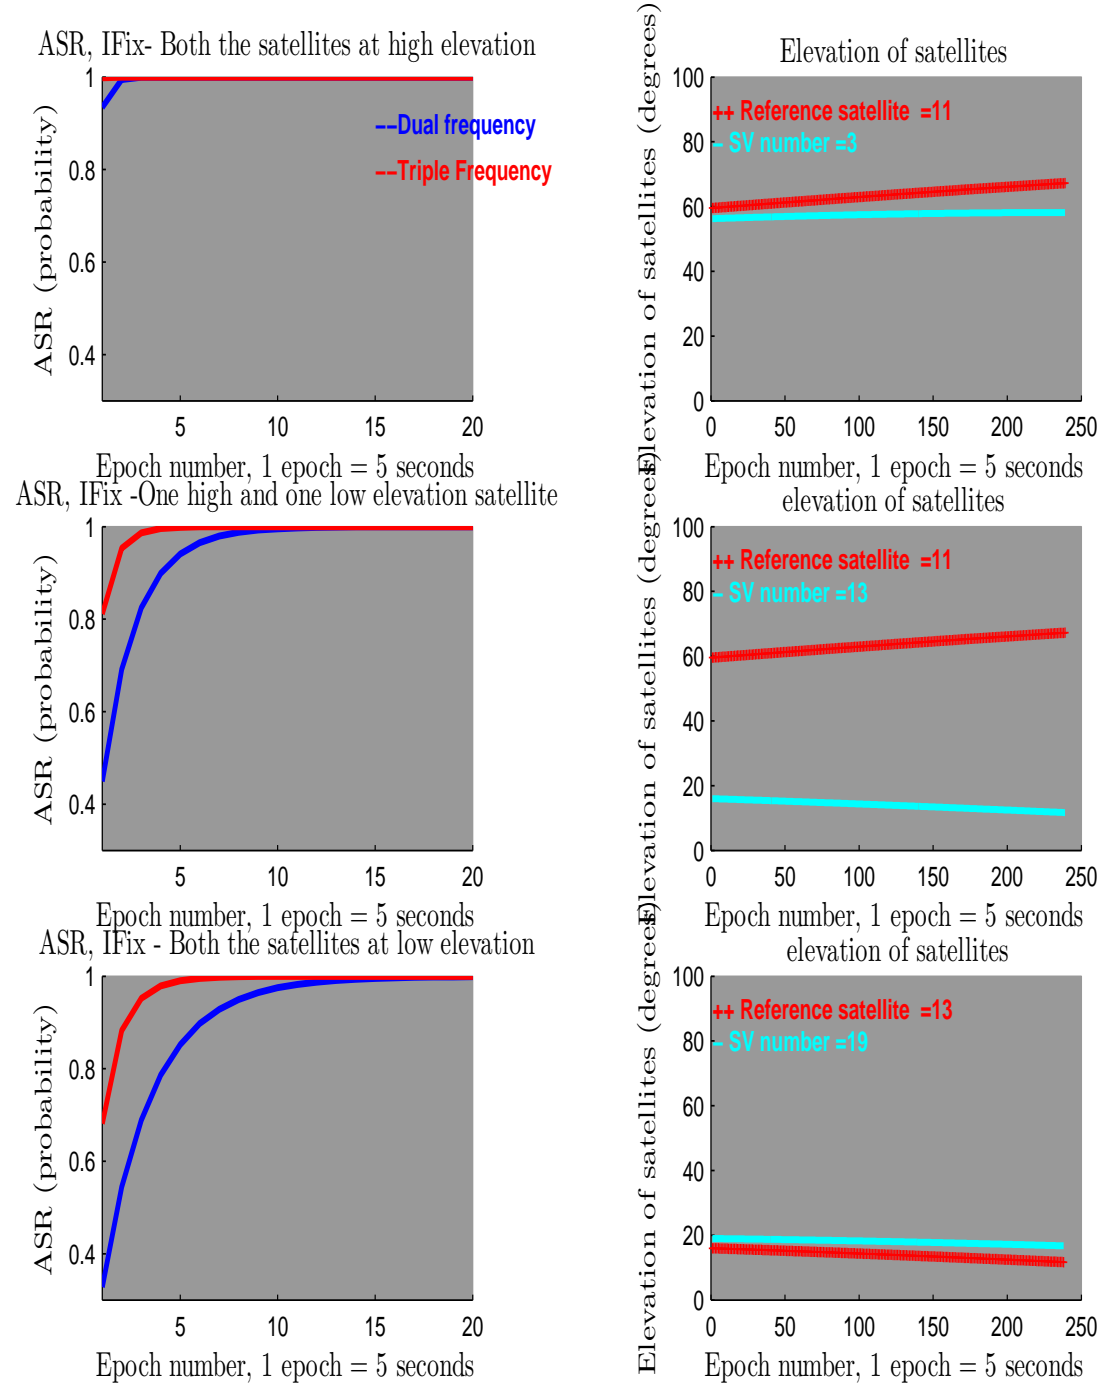 ASR, IFix- Both the satellites at high elevation
1
0.8
0.6
0.4
ASR (probability)
--Dual frequency
--Triple Frequency
5 10 15 20
Epoch number, 1 epoch = 5 seconds
Elevation of satellites
100
80
60
40
20
0
Elevation of satellites (degrees)
++ Reference satellite =11
- SV number =3
0 50 100 150 200 250
Epoch number, 1 epoch = 5 seconds
ASR, IFix -One high and one low elevation satellite
1
0.8
0.6
0.4
ASR (probability)
5 10 15 20
Epoch number, 1 epoch = 5 seconds
elevation of satellites
100
80
60
40
20
0
Elevation of satellites (degrees)
++ Reference satellite =11
- SV number =13
0 50 100 150 200 250
Epoch number, 1 epoch = 5 seconds
ASR, IFix - Both the satellites at low elevation
1
0.8
0.6
0.4
ASR (probability)
5 10 15 20
Epoch number, 1 epoch = 5 seconds
elevation of satellites
100
80
60
40
20
0
Elevation of satellites (degrees)
++ Reference satellite =13
- SV number =19
0 50 100 150 200 250
Epoch number, 1 epoch = 5 seconds